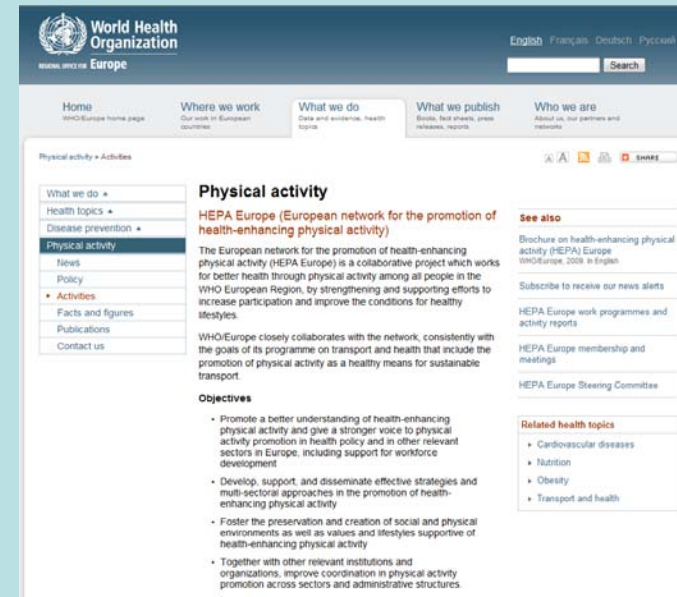 World Health
Organization
REGIONAL OFFICE FOR Europe
English Français Deutsch Русский
Search
Home
WHO/Europe home page
Where we work
Our work in European
countries
What we do
Data and evidence, health
topics
What we publish
Books, fact sheets, press
releases, reports
Who we are
About us, our partners and
networks
Physical activity » Activities
A A SHARE
What we do
Health topics
Disease prevention
Physical activity
News
Policy
Activities
Facts and figures
Publications
Contact us
Physical activity
HEPA Europe (European network for the promotion of
health-enhancing physical activity)
The European network for the promotion of health-enhancing
physical activity (HEPA Europe) is a collaborative project which works
for better health through physical activity among all people in the
WHO European Region, by strengthening and supporting efforts to
increase participation and improve the conditions for healthy
lifestyles.
WHO/Europe closely collaborates with the network, consistently with
the goals of its programme on transport and health that include the
promotion of physical activity as a healthy means for sustainable
transport.
Objectives
• Promote a better understanding of health-enhancing
physical activity and give a stronger voice to physical
activity promotion in health policy and in other relevant
sectors in Europe, including support for workforce
development
• Develop, support, and disseminate effective strategies and
multi-sectoral approaches in the promotion of health-
enhancing physical activity
• Foster the preservation and creation of social and physical
environments as well as values and lifestyles supportive of
health-enhancing physical activity
• Together with other relevant institutions and
organizations, improve coordination in physical activity
promotion across sectors and administrative structures.
See also
Brochure on health-enhancing physical
activity (HEPA) Europe
WHO/Europe, 2009. In English
Subscribe to receive our news alerts
HEPA Europe work programmes and
activity reports
HEPA Europe membership and
meetings
HEPA Europe Steering Committee
Related health topics
Cardiovascular diseases
Nutrition
Obesity
Transport and health